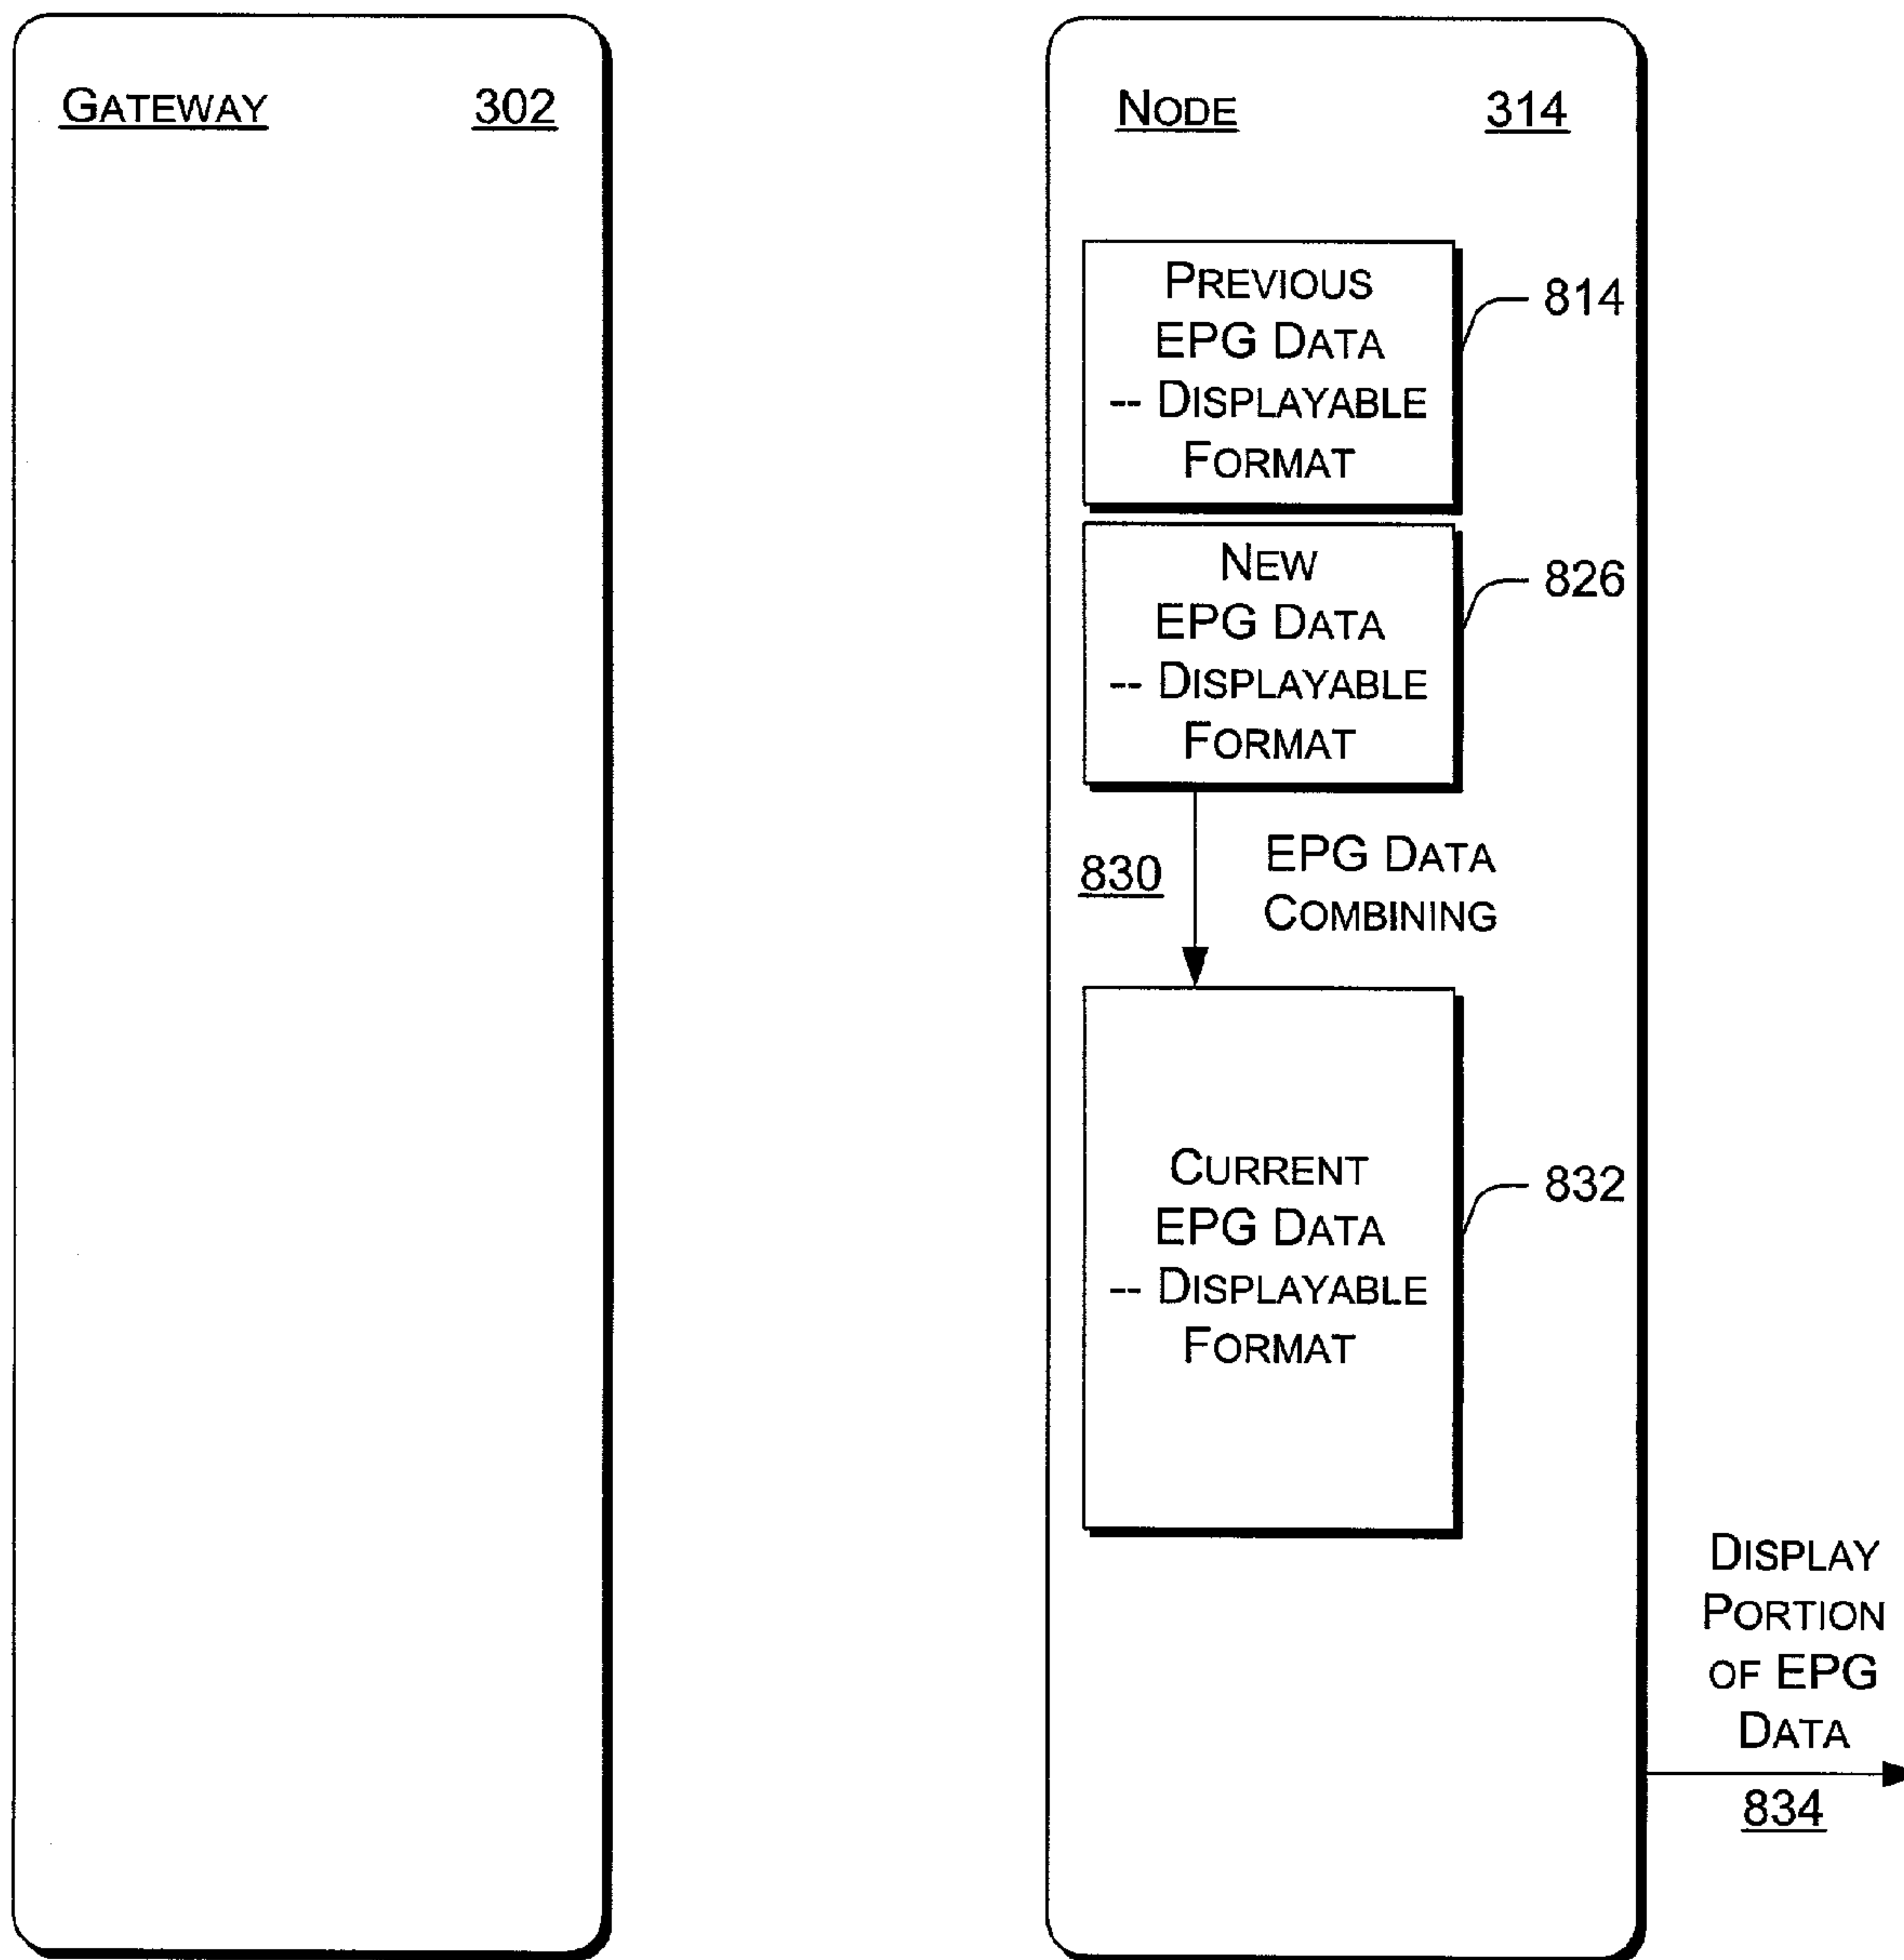 GATEWAY 302
NODE 314
PREVIOUS
EPG DATA
-- DISPLAYABLE
FORMAT
814
NEW
EPG DATA
-- DISPLAYABLE
FORMAT
826
830
EPG DATA
COMBINING
CURRENT
EPG DATA
-- DISPLAYABLE
FORMAT
832
DISPLAY
PORTION
OF EPG
DATA
834